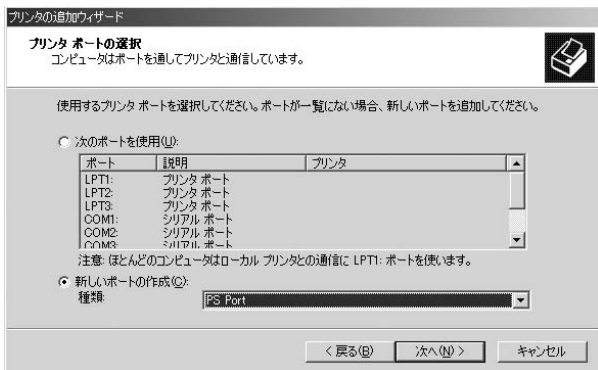 プリンタの追加ウィザード
プリンタ ポートの選択
コンピュータはポートを通してプリンタと通信しています。
使用するプリンタ ポートを選択してください。ポートが一覧にない場合、新しいポートを追加してください。
次のポートを使用(U):
ポート 説明 プリンタ
LPT1: プリンタ ポート
LPT2: プリンタ ポート
LPT3: プリンタ ポート
COM1: シリアル ポート
COM2: シリアル ポート
COM3: シリアル ポート
注意: ほとんどのコンピュータはローカル プリンタとの通信に LPT1: ポートを使います。
新しいポートの作成(C):
種類: PS Port
< 戻る(B) 次へ(N) > キャンセル